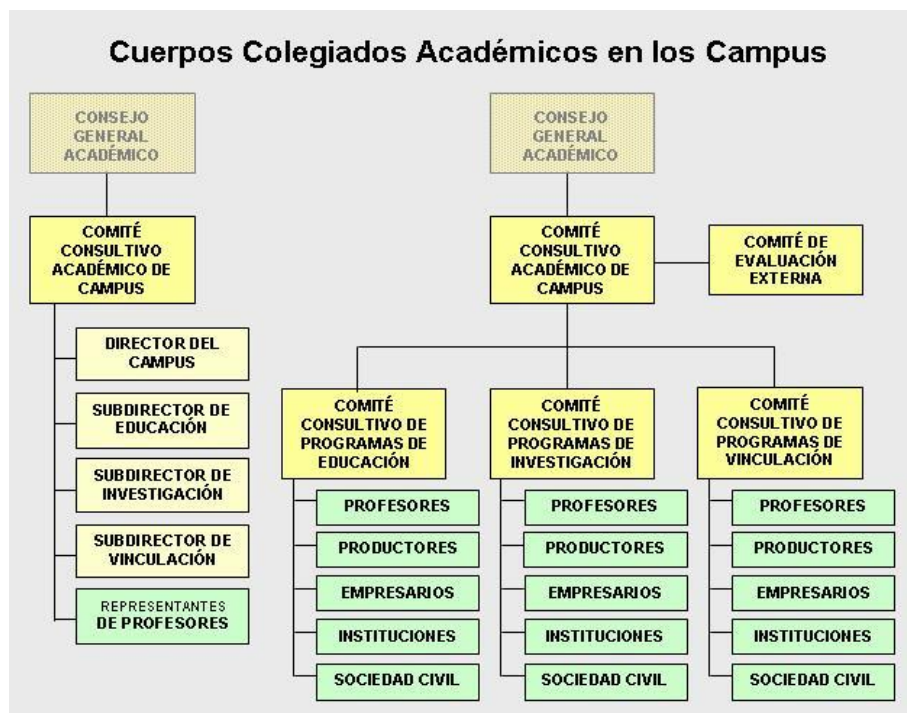 Cuerpos Colegiados Académicos en los Campus
CONSEJO
GENERAL
ACADÉMICO
COMITÉ
CONSULTIVO
ACADÉMICO DE
CAMPUS
DIRECTOR DEL
CAMPUS
SUBDIRECTOR DE
EDUCACIÓN
SUBDIRECTOR DE
INVESTIGACIÓN
SUBDIRECTOR DE
VINCULACIÓN
REPRESENTANTES
DE PROFESORES
CONSEJO
GENERAL
ACADÉMICO
COMITÉ
CONSULTIVO
ACADÉMICO DE
CAMPUS
COMITÉ DE
EVALUACIÓN
EXTERNA
COMITÉ
CONSULTIVO DE
PROGRAMAS DE
EDUCACIÓN
PROFESORES
PRODUCTORES
EMPRESARIOS
INSTITUCIONES
SOCIEDAD CIVIL
COMITÉ
CONSULTIVO DE
PROGRAMAS DE
INVESTIGACIÓN
PROFESORES
PRODUCTORES
EMPRESARIOS
INSTITUCIONES
SOCIEDAD CIVIL
COMITÉ
CONSULTIVO DE
PROGRAMAS DE
VINCULACIÓN
PROFESORES
PRODUCTORES
EMPRESARIOS
INSTITUCIONES
SOCIEDAD CIVIL